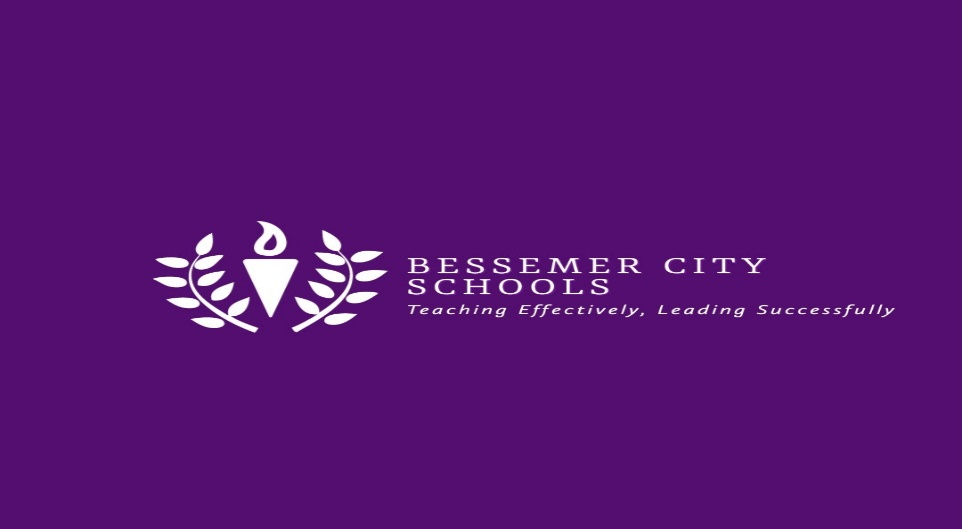 BESSEMER CITY
SCHOOLS
Teaching Effectively, Leading Successfully